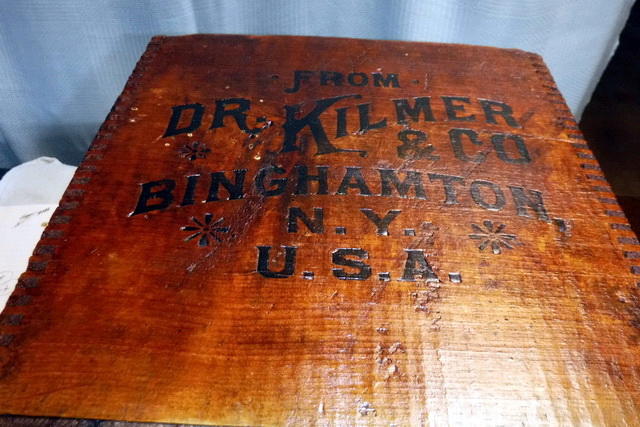 · FROM ·
DR. KILMER
& CO
BINGHAMTON,
N.Y.
U.S.A.